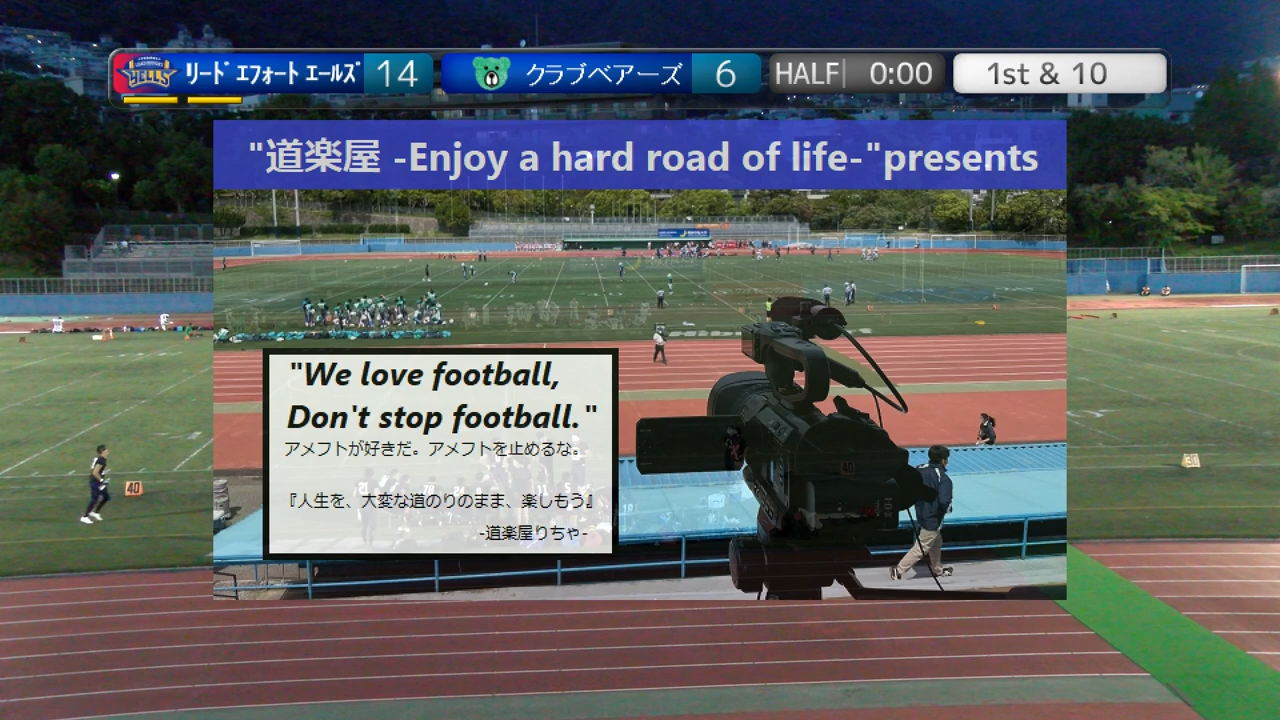 HELLS
リード エフォート エールズ 14
クラブベアーズ 6
HALF 0:00
1st & 10
"道楽屋 -Enjoy a hard road of life-"presents
"We love football,
Don't stop football."
アメフトが好きだ。アメフトを止めるな。
『人生を、大変な道のりのまま、楽しもう』
-道楽屋りちゃ-
40
30